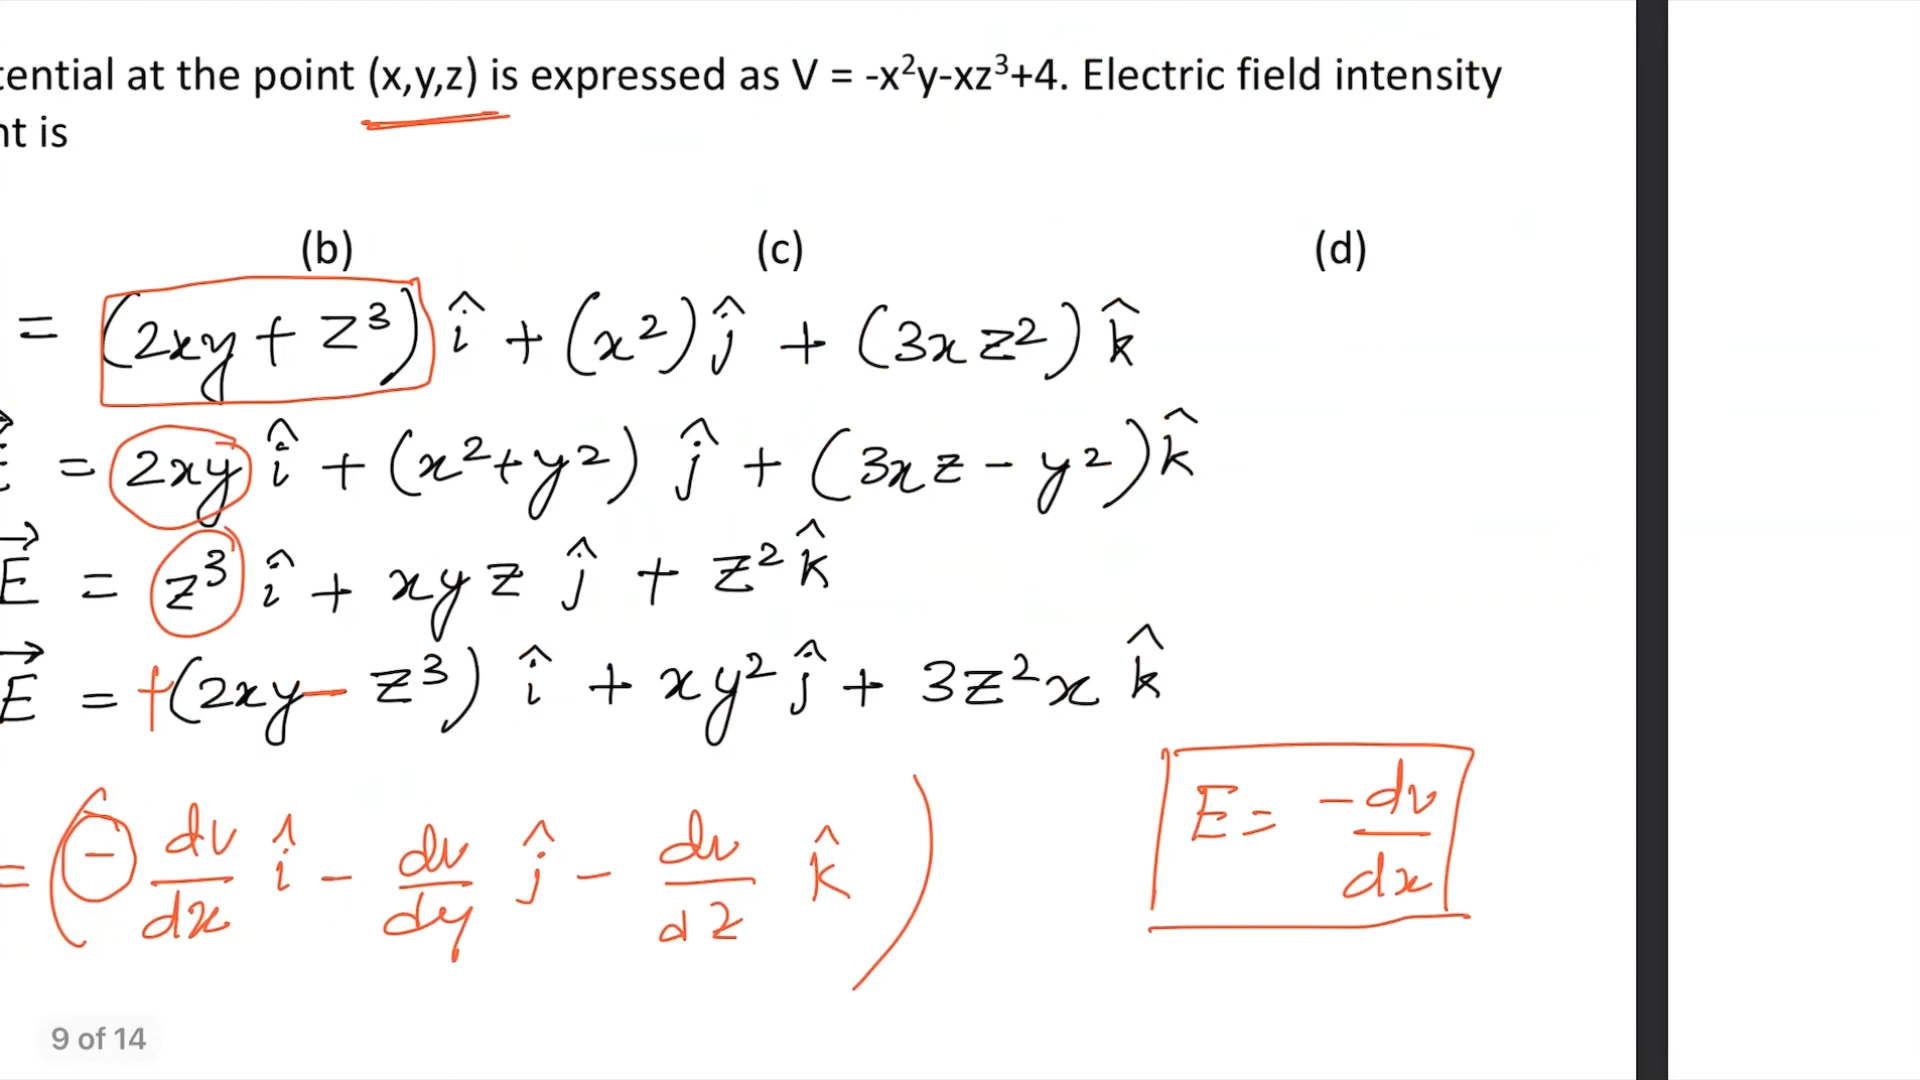 tential at the point (x,y,z) is expressed as V = -x²y-xz³+4. Electric field intensity
nt is
(b) (c) (d)
= (2xy + z³) î + (x²) ĵ + (3xz²) k̂
= 2xy î + (x²+y²) ĵ + (3xz - y²) k̂
E⃗ = z³ î + xyz ĵ + z² k̂
E⃗ = +(2xy - z³) î + xy² ĵ + 3z²x k̂
= (- dv/dx î - dv/dy ĵ - dv/dz k̂)
E = -dv/dx
9 of 14